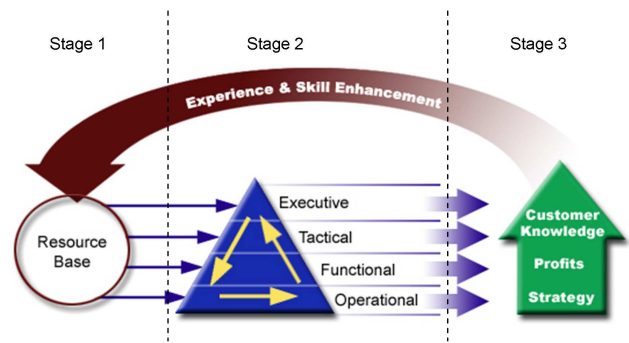 Stage 1
Stage 2
Stage 3
Experience & Skill Enhancement
Resource
Base
Executive
Tactical
Functional
Operational
Customer
Knowledge
Profits
Strategy